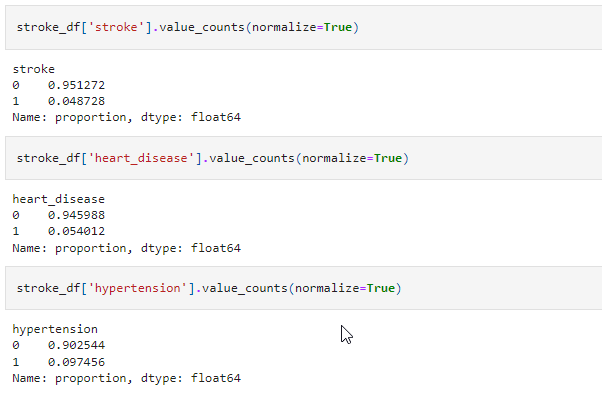 stroke_df['stroke'].value_counts(normalize=True)
stroke
0    0.951272
1    0.048728
Name: proportion, dtype: float64
stroke_df['heart_disease'].value_counts(normalize=True)
heart_disease
0    0.945988
1    0.054012
Name: proportion, dtype: float64
stroke_df['hypertension'].value_counts(normalize=True)
hypertension
0    0.902544
1    0.097456
Name: proportion, dtype: float64